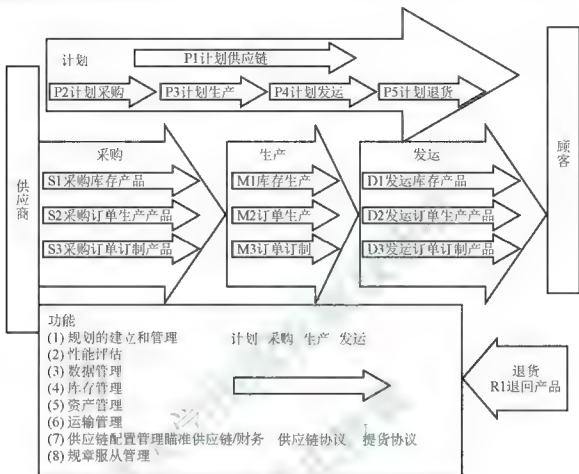 计划
P1计划供应链
P2计划采购
P3计划生产
P4计划发运
P5计划退货
供应商
顾客
采购
生产
发运
S1采购库存产品
M1库存生产
D1发运库存产品
S2采购订单生产产品
M2订单生产
D2发运订单生产产品
S3采购订单订制产品
M3订单订制
D3发运订单订制产品
功能
(1) 规划的建立和管理
计划 采购 生产 发运
(2) 性能评估
(3) 数据管理
(4) 库存管理
(5) 资产管理
(6) 运输管理
(7) 供应链配置管理瞄准供应链/财务 供应链协议 提货协议
(8) 规章服从管理
退货
R1退回产品